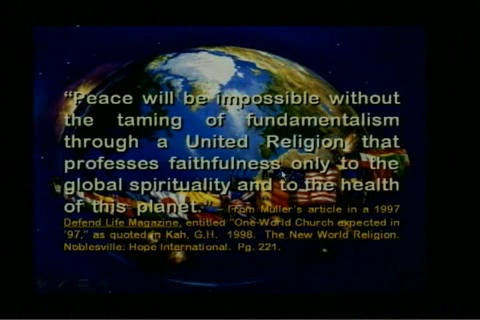 “Peace will be impossible without
the taming of fundamentalism
through a United Religion that
professes faithfulness only to the
global spirituality and to the health
of this planet.” (From Muller's article in a 1997
Defend Life Magazine, entitled “One World Church expected in
'97,” as quoted in Kah, G.H. 1998. The New World Religion.
Noblesville: Hope International. Pg. 221.